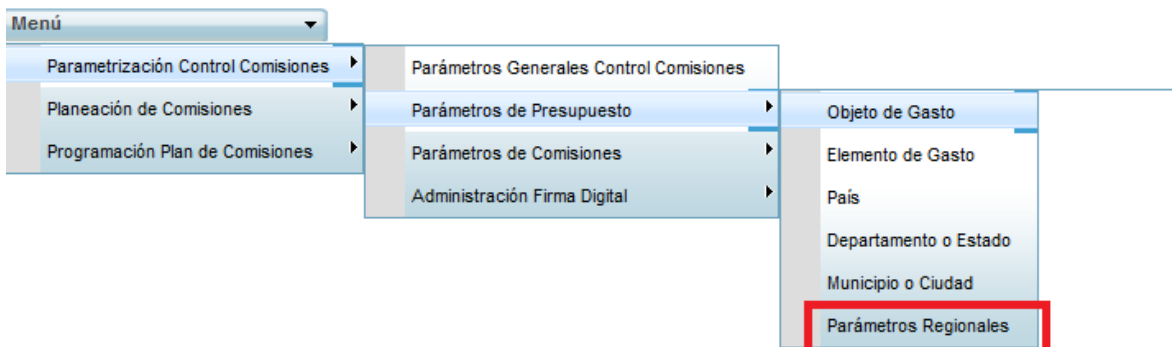 Menú
Parametrización Control Comisiones
Planeación de Comisiones
Programación Plan de Comisiones
Parámetros Generales Control Comisiones
Parámetros de Presupuesto
Parámetros de Comisiones
Administración Firma Digital
Objeto de Gasto
Elemento de Gasto
País
Departamento o Estado
Municipio o Ciudad
Parámetros Regionales